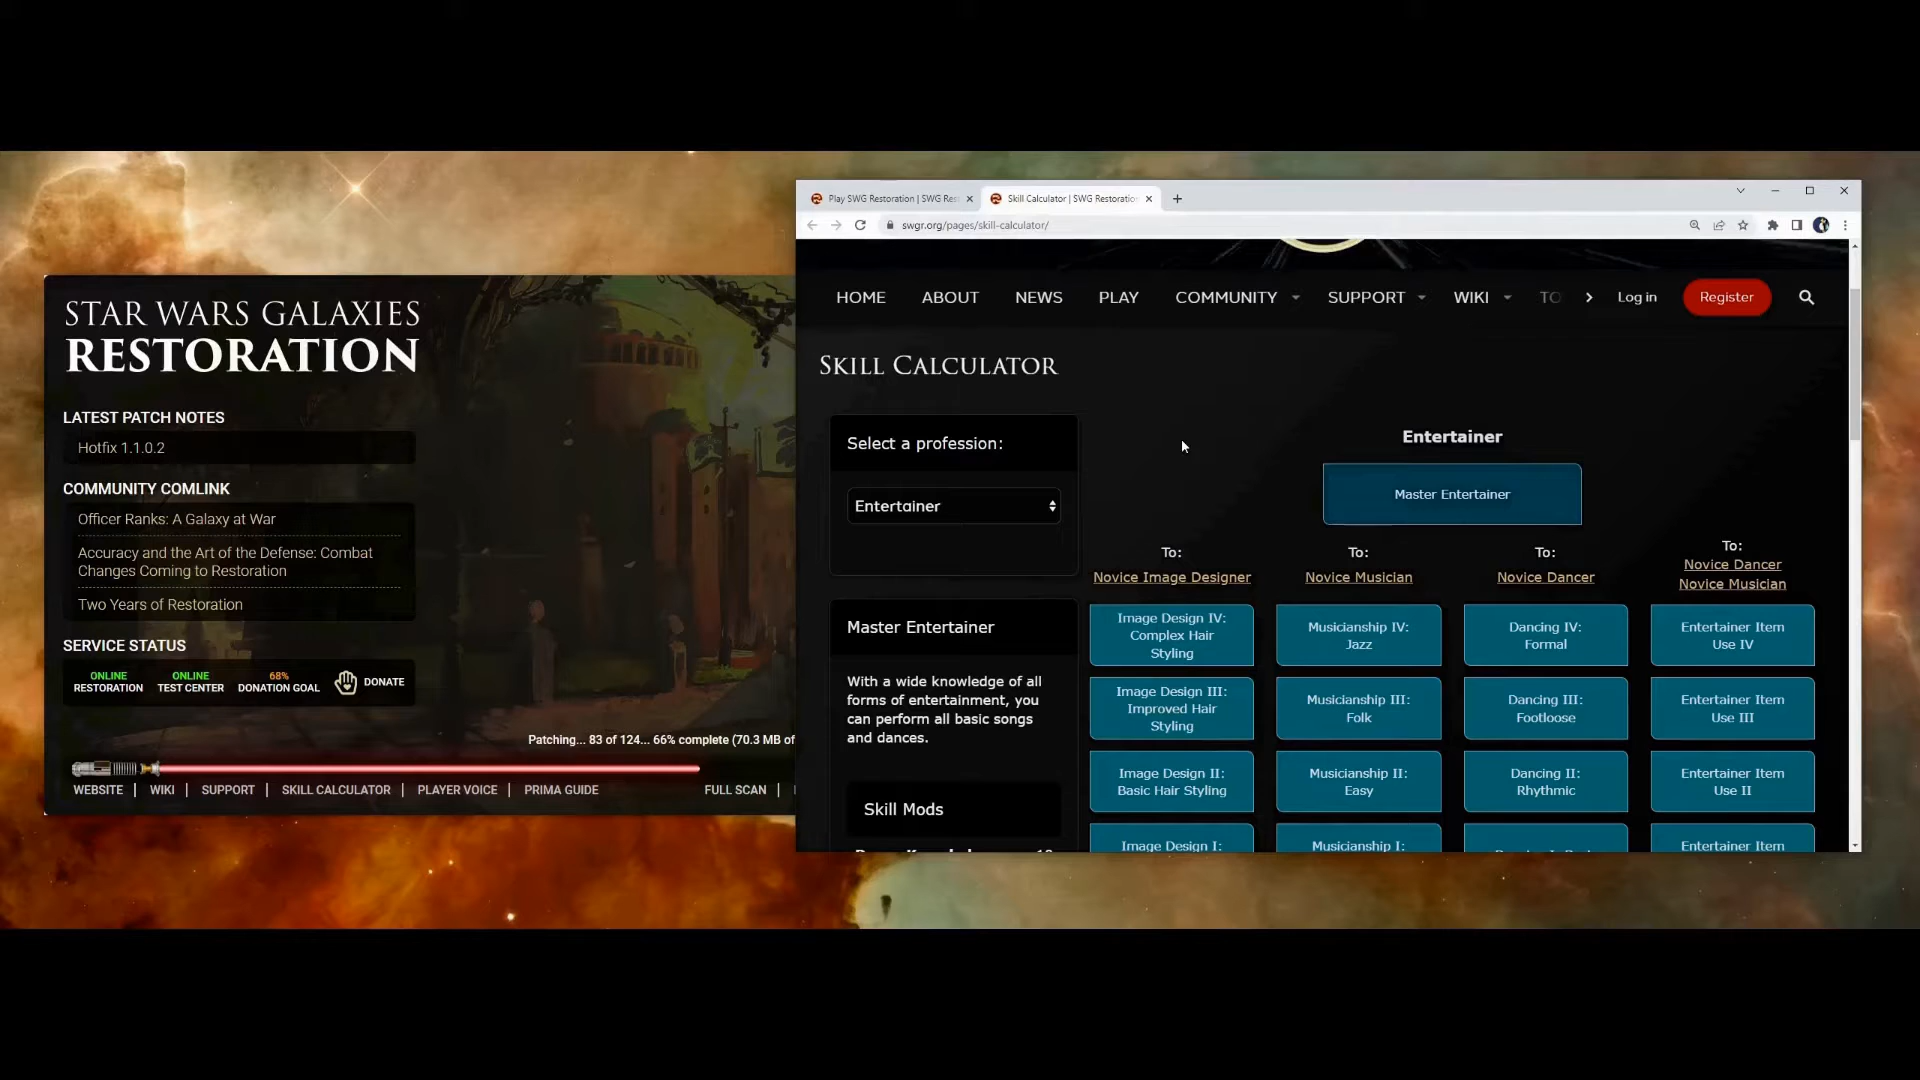 STAR WARS GALAXIES
RESTORATION
LATEST PATCH NOTES
Hotfix 1.1.0.2
COMMUNITY COMLINK
Officer Ranks: A Galaxy at War
Accuracy and the Art of the Defense: Combat
Changes Coming to Restoration
Two Years of Restoration
SERVICE STATUS
ONLINE ONLINE 68%
RESTORATION TEST CENTER DONATION GOAL DONATE
Patching... 83 of 124... 66% complete (70.3 MB of
WEBSITE | WIKI | SUPPORT | SKILL CALCULATOR | PLAYER VOICE | PRIMA GUIDE FULL SCAN |
Play SWG Restoration | SWG Res
Skill Calculator | SWG Restoration
swgr.org/pages/skill-calculator/
HOME ABOUT NEWS PLAY COMMUNITY SUPPORT WIKI TO Log in Register
SKILL CALCULATOR
Select a profession:
Entertainer
Master Entertainer
With a wide knowledge of all
forms of entertainment, you
can perform all basic songs
and dances.
Skill Mods
Entertainer
Master Entertainer
To:
Novice Image Designer
To:
Novice Musician
To:
Novice Dancer
To:
Novice Dancer
Novice Musician
Image Design IV:
Complex Hair
Styling
Musicianship IV:
Jazz
Dancing IV:
Formal
Entertainer Item
Use IV
Image Design III:
Improved Hair
Styling
Musicianship III:
Folk
Dancing III:
Footloose
Entertainer Item
Use III
Image Design II:
Basic Hair Styling
Musicianship II:
Easy
Dancing II:
Rhythmic
Entertainer Item
Use II
Image Design I:
Musicianship I:
Entertainer Item